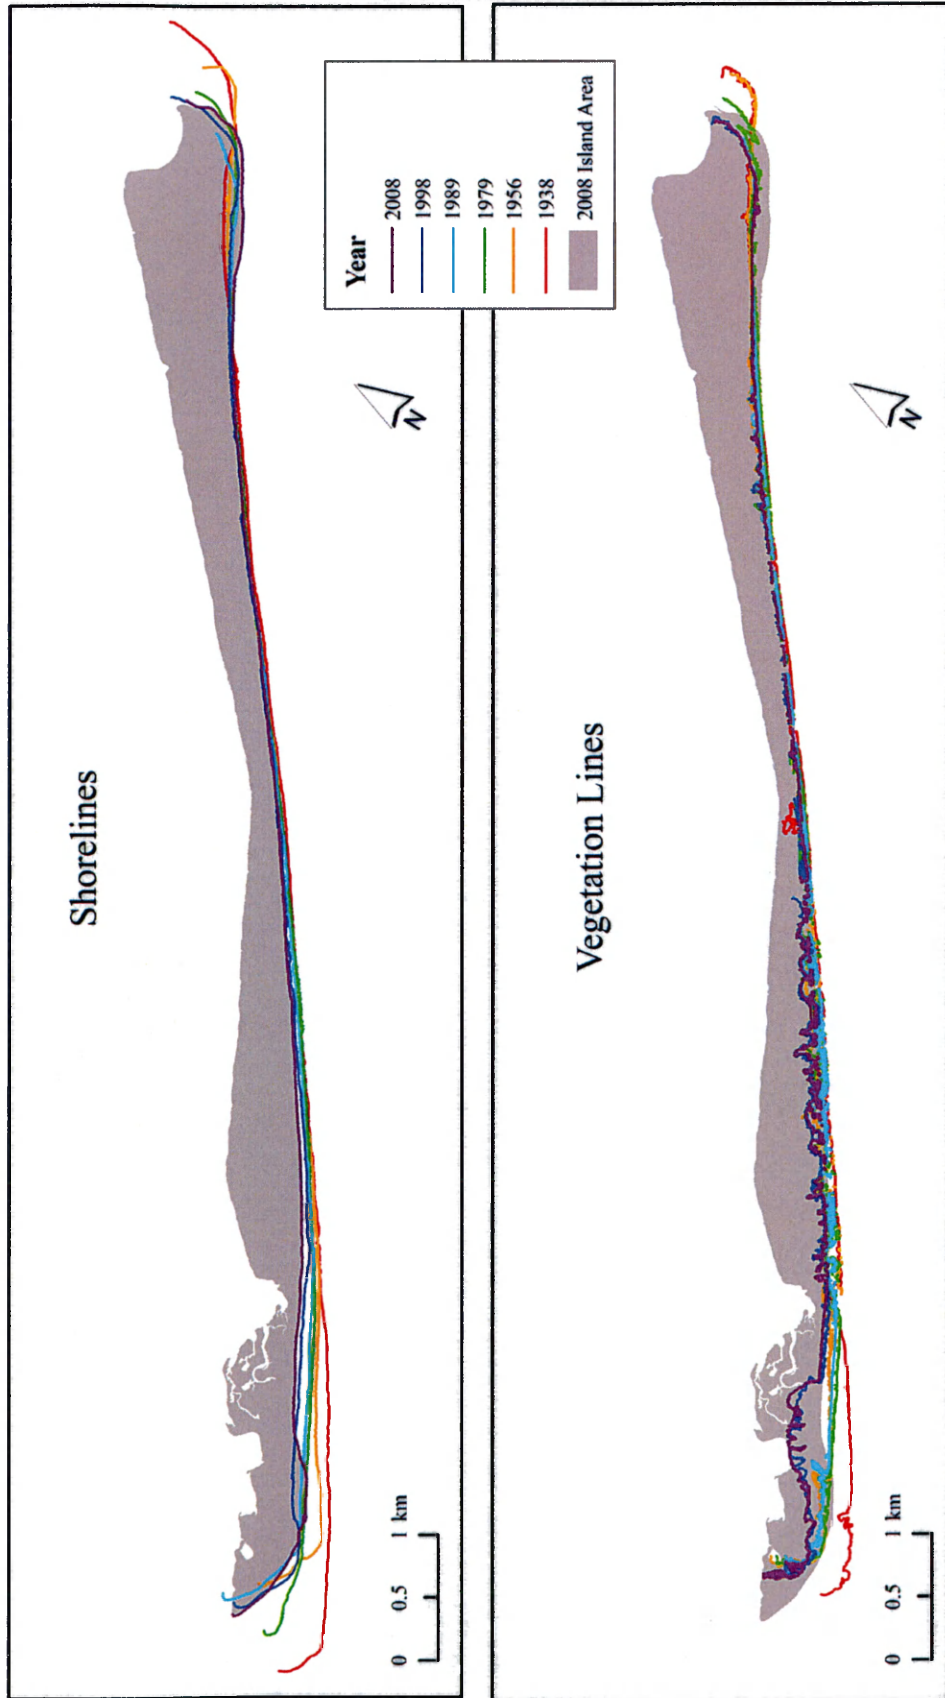 Shorelines
N
0 0.5 1 km
Year
2008
1998
1989
1979
1956
1938
2008 Island Area
Vegetation Lines
N
0 0.5 1 km